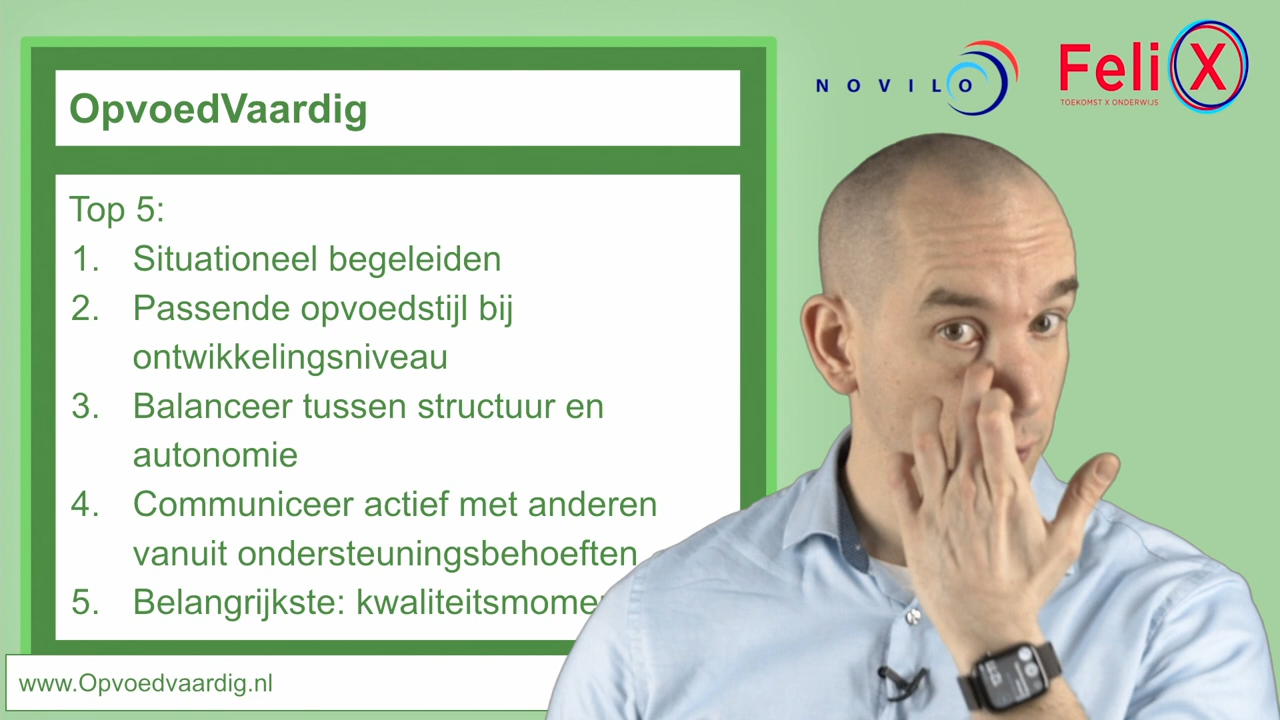 OpvoedVaardig
NOVILO
FeliX
TOEKOMST X ONDERWIJS
Top 5:
1. Situationeel begeleiden
2. Passende opvoedstijl bij
ontwikkelingsniveau
3. Balanceer tussen structuur en
autonomie
4. Communiceer actief met anderen
vanuit ondersteuningsbehoeften
5. Belangrijkste:
www.Opvoedvaardig.nl